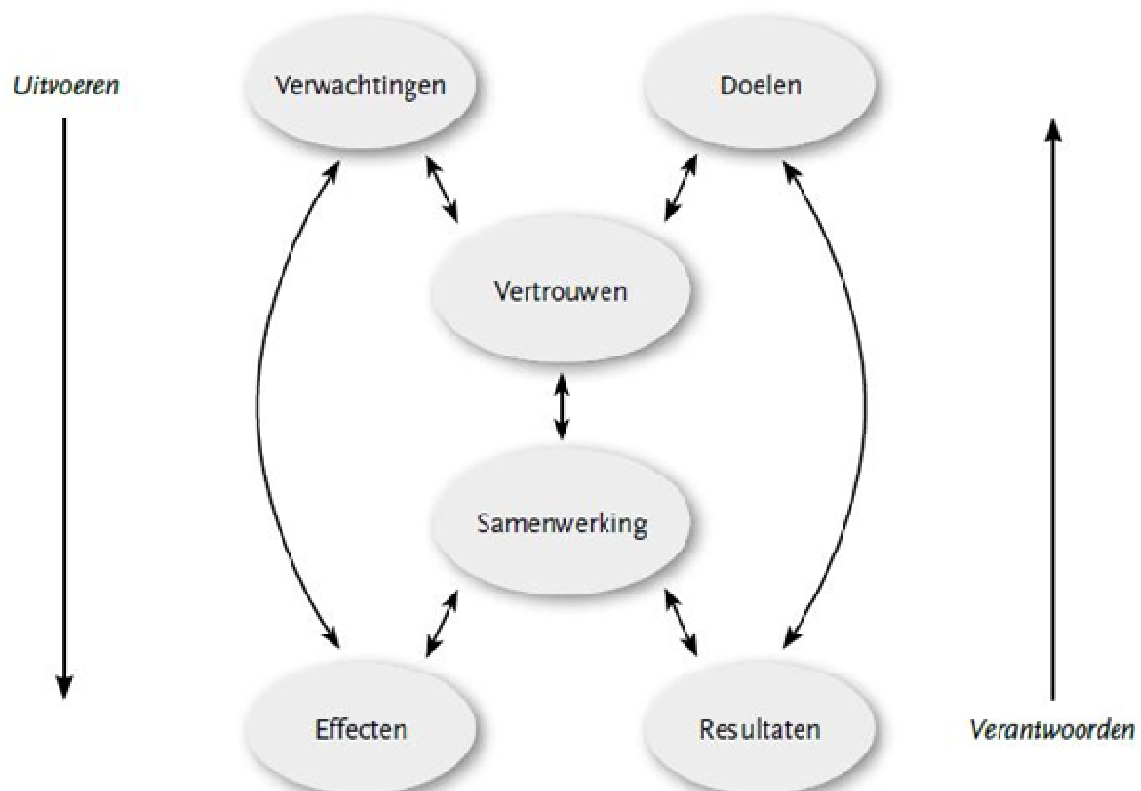 Uitvoeren
Verwachtingen
Doelen
Vertrouwen
Samenwerking
Effecten
Resultaten
Verantwoorden